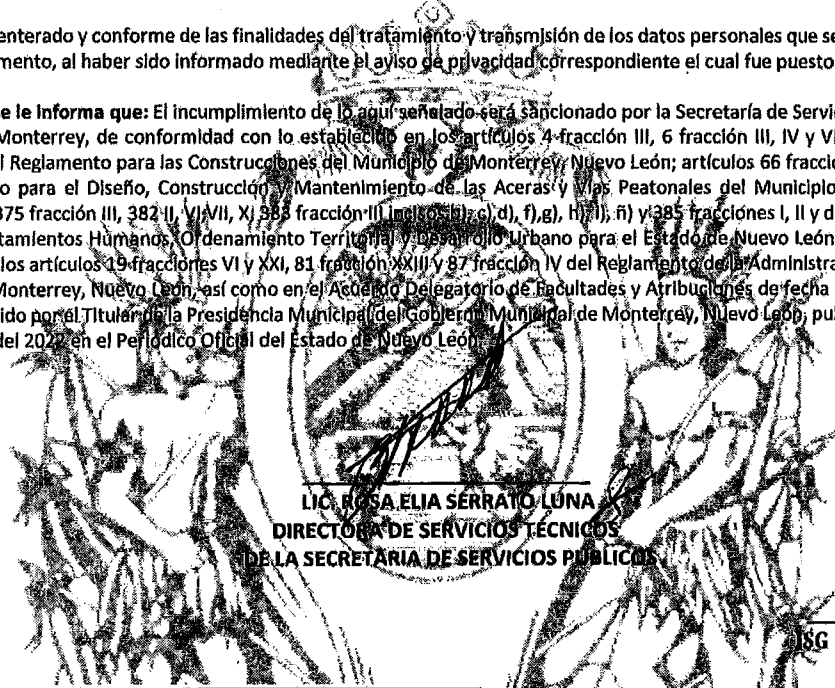 enterado y conforme de las finalidades del tratamiento y transmisión de los datos personales que se
mento, al haber sido informado mediante el aviso de privacidad correspondiente el cual fue puesto
e le informa que: El incumplimiento de lo aquí señalado será sancionado por la Secretaría de Servi
Monterrey, de conformidad con lo establecido en los artículos 4 fracción III, 6 fracción III, IV y V
l Reglamento para las Construcciones del Municipio de Monterrey, Nuevo León; artículos 66 fracció
o para el Diseño, Construcción y Mantenimiento de las Aceras y Vías Peatonales del Municipio
375 fracción III, 382 II, VI, VII, X, 383 fracción III incisos b), c), d), f), g), h), i), ñ) y 385 fracciones I, II y d
tamientos Humanos, Ordenamiento Territorial y Desarrollo Urbano para el Estado de Nuevo León
los artículos 19 fracciones VI y XXI, 81 fracción XXIII y 87 fracción IV del Reglamento de la Administra
Monterrey, Nuevo León, así como en el Acuerdo Delegatorio de Facultades y Atribuciones de fecha
ido por el Titular de la Presidencia Municipal del Gobierno Municipal de Monterrey, Nuevo León, pu
del 2022 en el Periódico Oficial del Estado de Nuevo León.
LIC. ROSA ELIA SERRATO LUNA
DIRECTORA DE SERVICIOS TÉCNICOS
DE LA SECRETARIA DE SERVICIOS PÚBLICOS
JSG